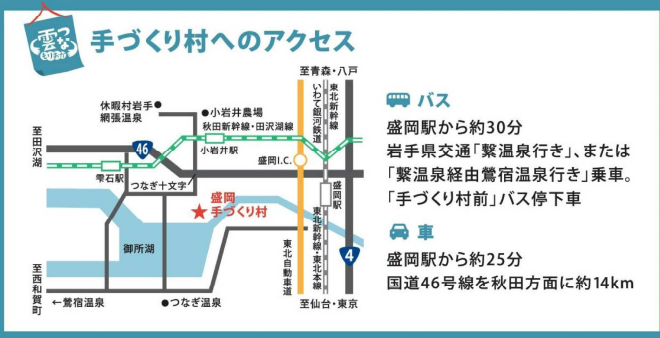 つなぐ雲
もりおか
手づくり村へのアクセス
至青森・八戸
休暇村岩手
網張温泉
小岩井農場
秋田新幹線・田沢湖線
小岩井駅
いわて銀河鉄道
東北新幹線
至田沢湖
46
盛岡I.C.
雫石駅
つなぎ十文字
盛岡
手づくり村
盛岡駅
御所湖
東北自動車道
東北新幹線・東北本線
4
至西和賀町
←鶯宿温泉
つなぎ温泉
至仙台・東京
バス
盛岡駅から約30分
岩手県交通「繋温泉行き」、または
「繋温泉経由鶯宿温泉行き」乗車。
「手づくり村前」バス停下車
車
盛岡駅から約25分
国道46号線を秋田方面に約14km